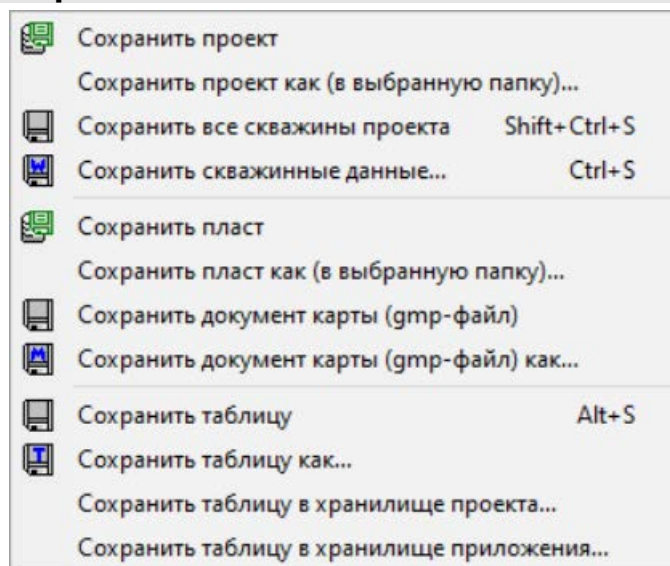 Сохранить проект
Сохранить проект как (в выбранную папку)...
Сохранить все скважины проекта Shift+Ctrl+S
Сохранить скважинные данные... Ctrl+S
Сохранить пласт
Сохранить пласт как (в выбранную папку)...
Сохранить документ карты (gmp-файл)
Сохранить документ карты (gmp-файл) как...
Сохранить таблицу Alt+S
Сохранить таблицу как...
Сохранить таблицу в хранилище проекта...
Сохранить таблицу в хранилище приложения...